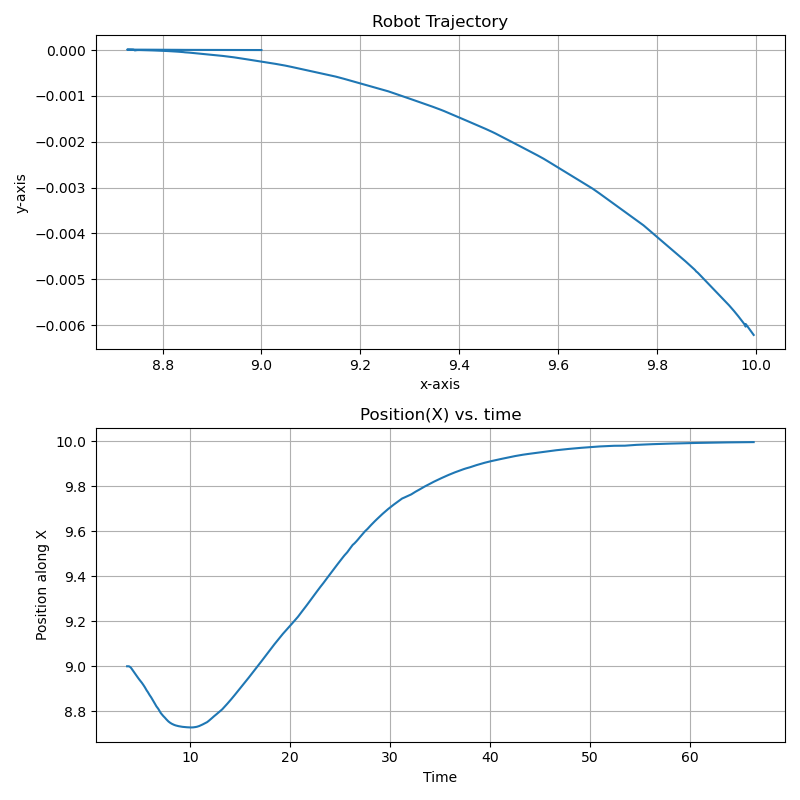 Robot Trajectory
0.000
−0.001
−0.002
−0.003
−0.004
−0.005
−0.006
y-axis
8.8 9.0 9.2 9.4 9.6 9.8 10.0
x-axis
Position(X) vs. time
10.0
9.8
9.6
9.4
9.2
9.0
8.8
Position along X
10 20 30 40 50 60
Time